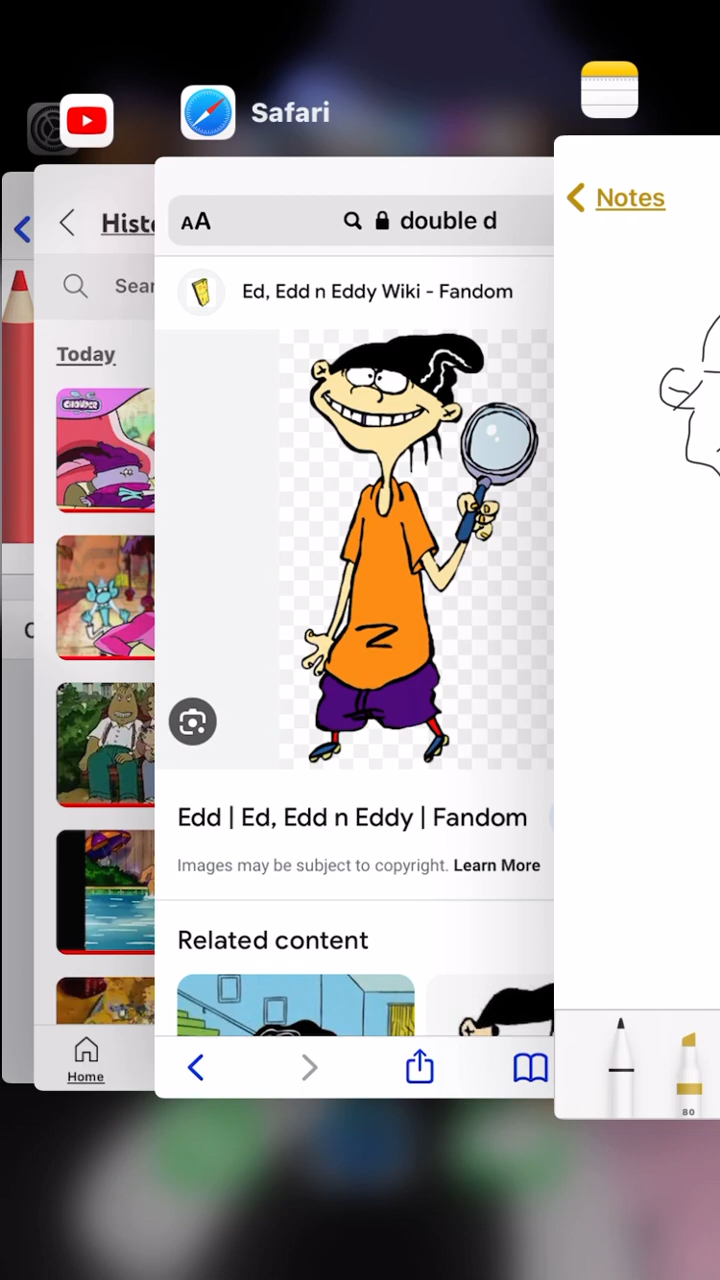 Safari
Notes
Histo
AA
double d
Sear
Ed, Edd n Eddy Wiki - Fandom
Today
CHOWDER
Edd | Ed, Edd n Eddy | Fandom
Images may be subject to copyright. Learn More
Related content
Home
80